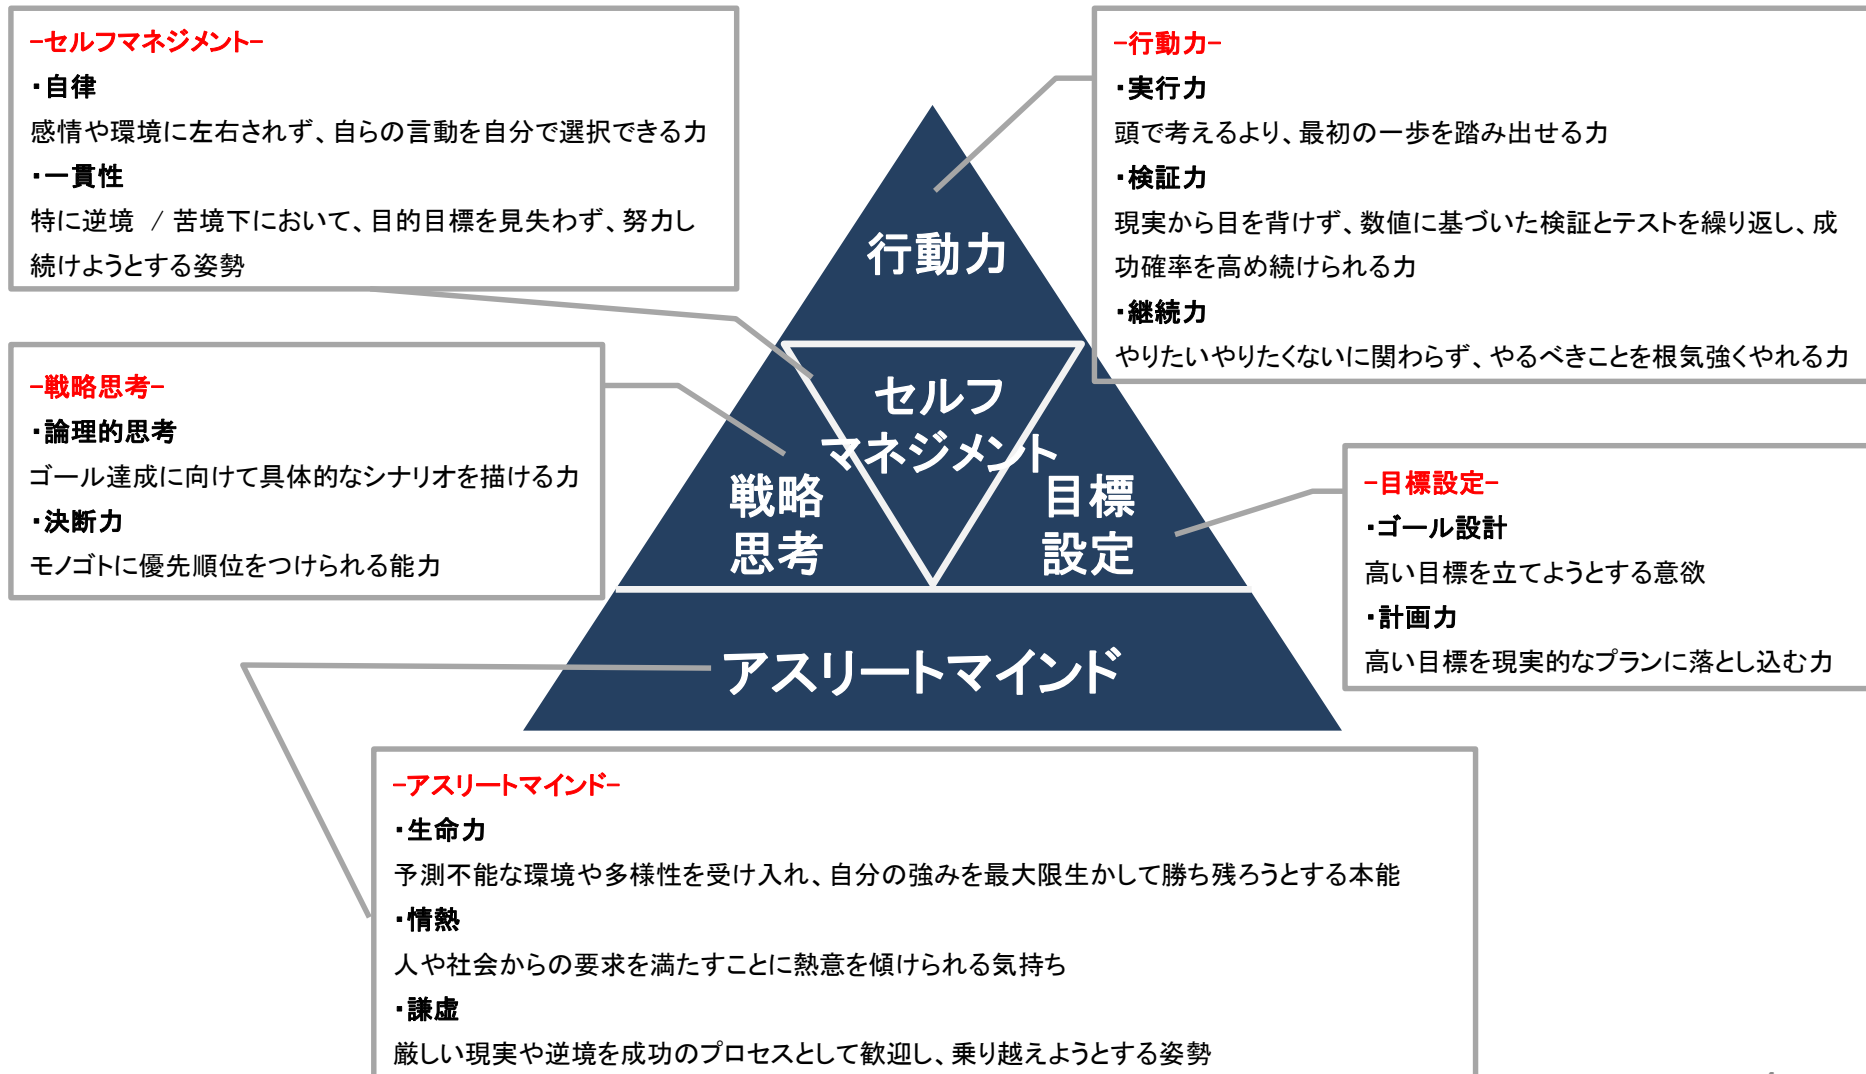 -セルフマネジメント-
・自律
感情や環境に左右されず、自らの言動を自分で選択できる力
・一貫性
特に逆境 / 苦境下において、目的目標を見失わず、努力し
続けようとする姿勢
-戦略思考-
・論理的思考
ゴール達成に向けて具体的なシナリオを描ける力
・決断力
モノゴトに優先順位をつけられる能力
-行動力-
・実行力
頭で考えるより、最初の一歩を踏み出せる力
・検証力
現実から目を背けず、数値に基づいた検証とテストを繰り返し、成
功確率を高め続けられる力
・継続力
やりたいやりたくないに関わらず、やるべきことを根気強くやれる力
-目標設定-
・ゴール設計
高い目標を立てようとする意欲
・計画力
高い目標を現実的なプランに落とし込む力
行動力
セルフ
マネジメント
戦略
思考
目標
設定
アスリートマインド
-アスリートマインド-
・生命力
予測不能な環境や多様性を受け入れ、自分の強みを最大限生かして勝ち残ろうとする本能
・情熱
人や社会からの要求を満たすことに熱意を傾けられる気持ち
・謙虚
厳しい現実や逆境を成功のプロセスとして歓迎し、乗り越えようとする姿勢